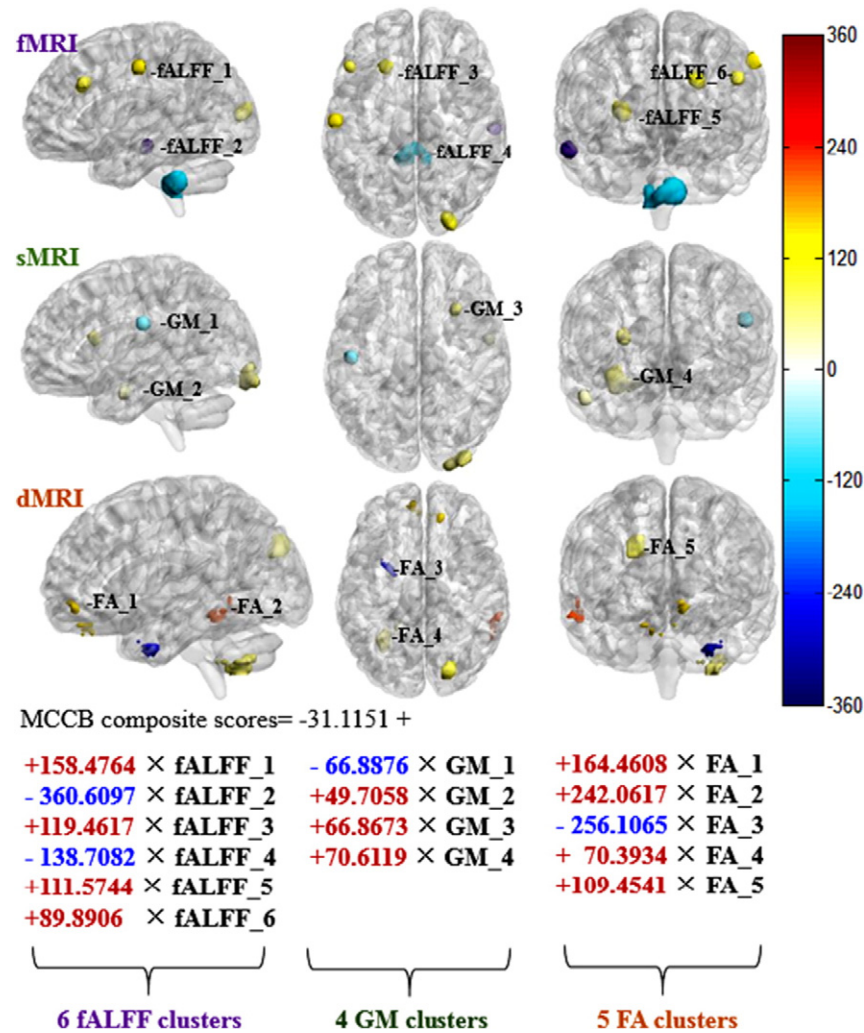 fMRI
-fALFF_1
-fALFF_2
-fALFF_3
fALFF_4
fALFF_6-
-fALFF_5
360
240
120
0
-120
-240
-360
sMRI
-GM_1
-GM_2
-GM_3
-GM_4
dMRI
-FA_1
-FA_2
-FA_3
-FA_4
-FA_5
MCCB composite scores= -31.1151 +
+158.4764 × fALFF_1
- 360.6097 × fALFF_2
+119.4617 × fALFF_3
- 138.7082 × fALFF_4
+111.5744 × fALFF_5
+89.8906 × fALFF_6
- 66.8876 × GM_1
+49.7058 × GM_2
+66.8673 × GM_3
+70.6119 × GM_4
+164.4608 × FA_1
+242.0617 × FA_2
- 256.1065 × FA_3
+ 70.3934 × FA_4
+109.4541 × FA_5
6 fALFF clusters
4 GM clusters
5 FA clusters